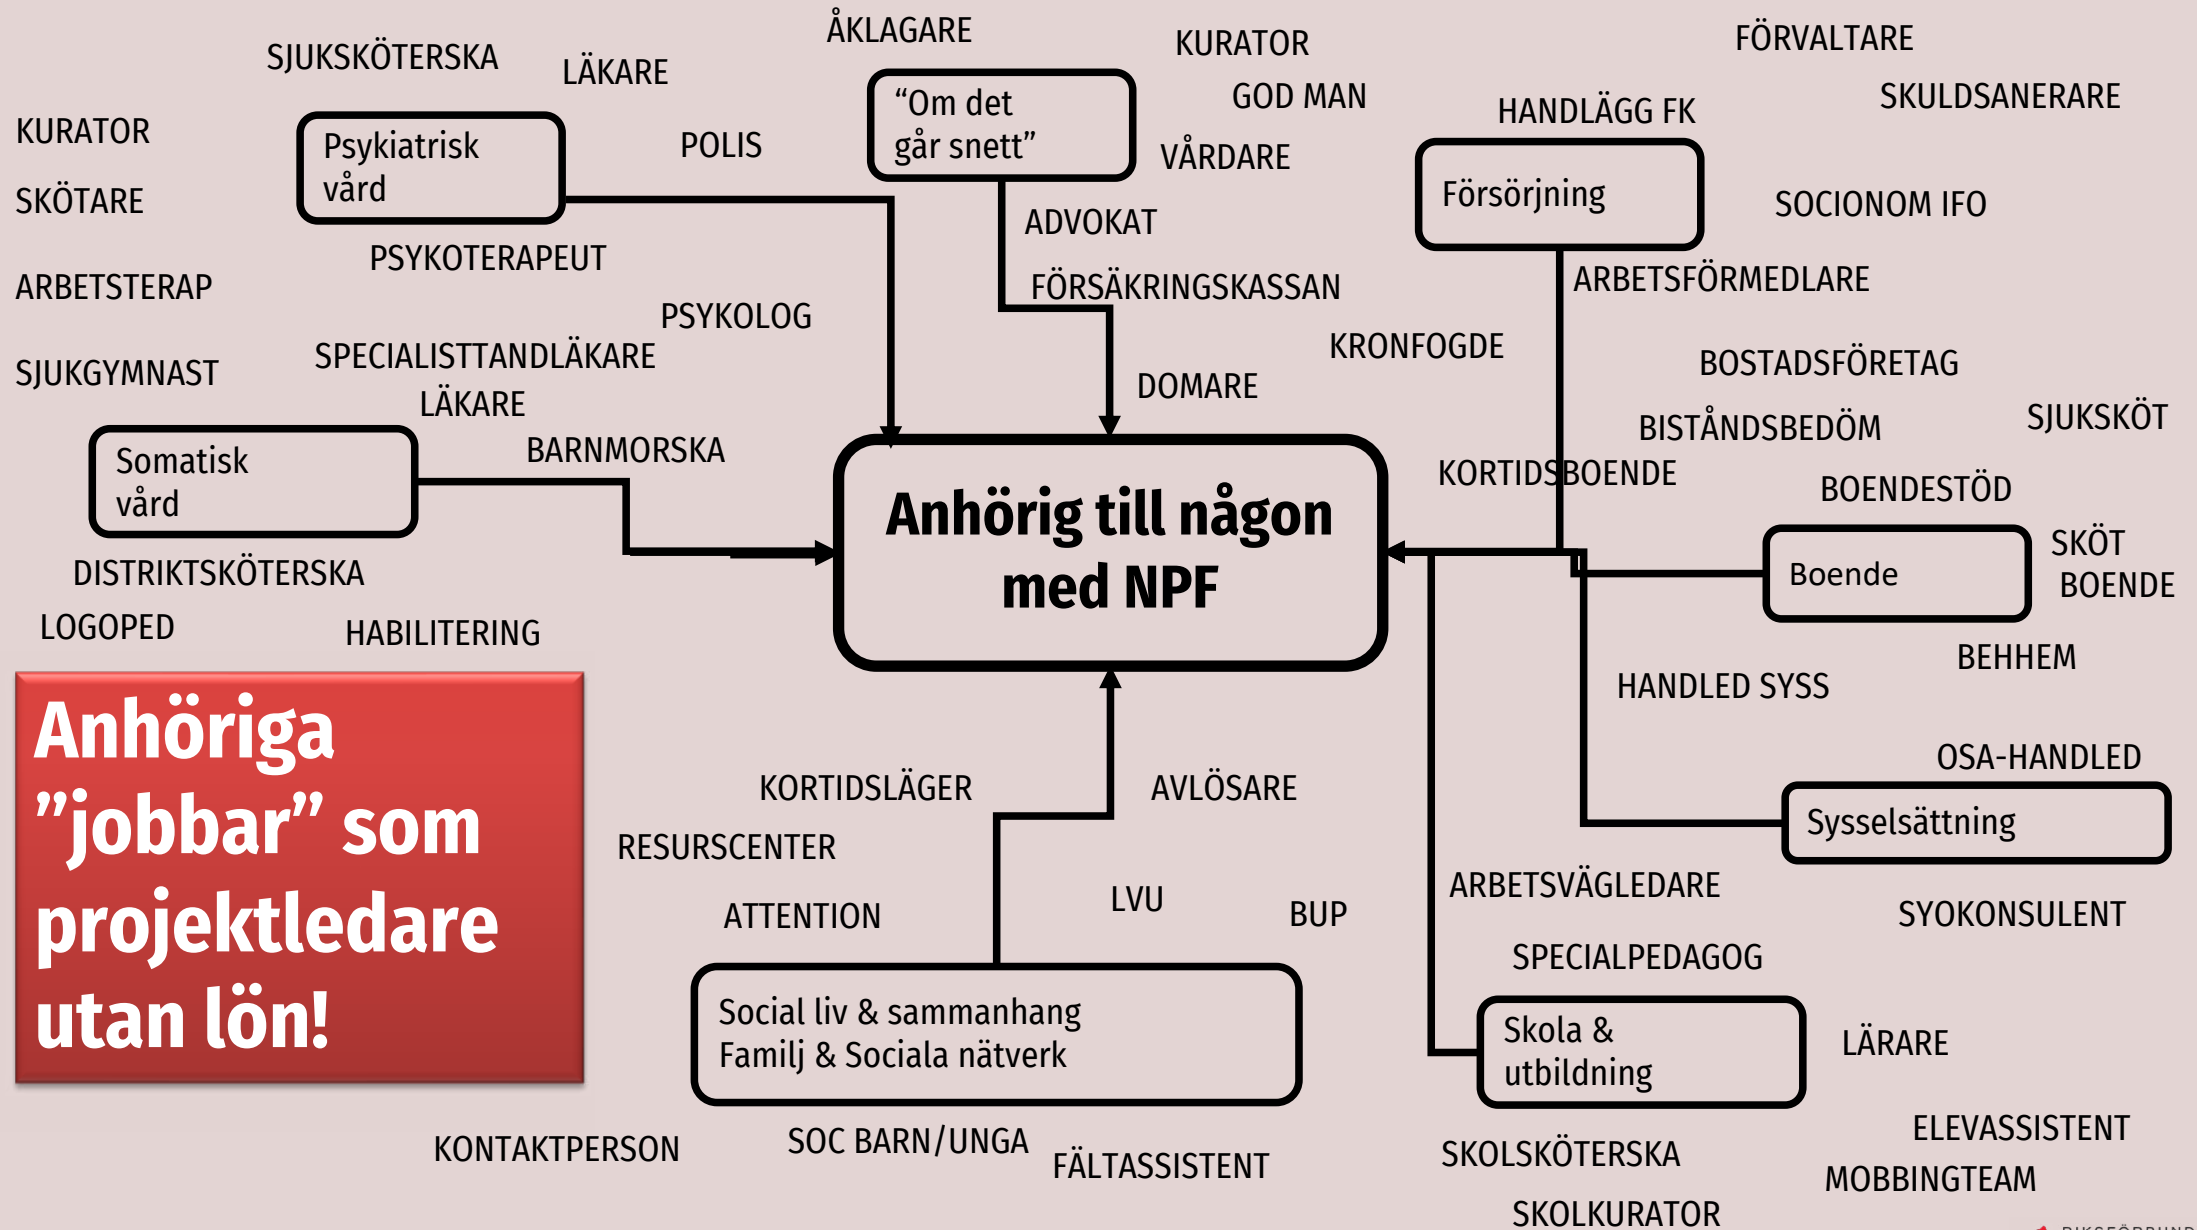 ÅKLAGARE
KURATOR
FÖRVALTARE
SJUKSKÖTERSKA
LÄKARE
“Om det
går snett”
GOD MAN
HANDLÄGG FK
SKULDSANERARE
KURATOR
Psykiatrisk
vård
POLIS
VÅRDARE
SKÖTARE
Försörjning
SOCIONOM IFO
ADVOKAT
PSYKOTERAPEUT
ARBETSTERAP
FÖRSÄKRINGSKASSAN
ARBETSFÖRMEDLARE
PSYKOLOG
SPECIALISTTANDLÄKARE
KRONFOGDE
BOSTADSFÖRETAG
SJUKGYMNAST
LÄKARE
DOMARE
BISTÅNDSBEDÖM
SJUKSKÖT
BARNMORSKA
Somatisk
vård
KORTIDSBOENDE
BOENDESTÖD
Anhörig till någon
med NPF
SKÖT
BOENDE
Boende
DISTRIKTSKÖTERSKA
LOGOPED
HABILITERING
BEHHEM
HANDLED SYSS
Anhöriga
”jobbar” som
projektledare
utan lön!
OSA-HANDLED
KORTIDSLÄGER
AVLÖSARE
Sysselsättning
RESURSCENTER
ARBETSVÄGLEDARE
ATTENTION
LVU
BUP
SYOKONSULENT
SPECIALPEDAGOG
Social liv & sammanhang
Familj & Sociala nätverk
Skola &
utbildning
LÄRARE
KONTAKTPERSON
SOC BARN/UNGA
FÄLTASSISTENT
SKOLSKÖTERSKA
ELEVASSISTENT
MOBBINGTEAM
SKOLKURATOR